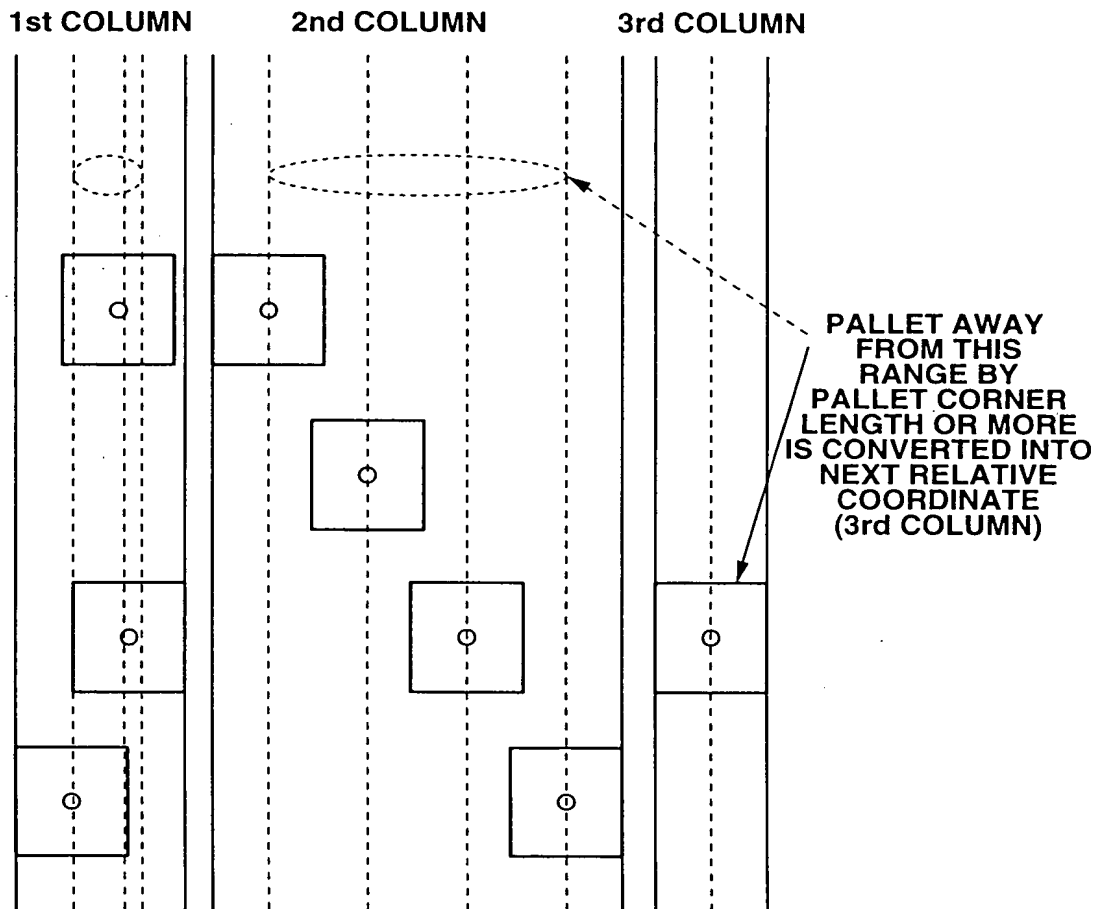 1st COLUMN
2nd COLUMN
3rd COLUMN
PALLET AWAY
FROM THIS
RANGE BY
PALLET CORNER
LENGTH OR MORE
IS CONVERTED INTO
NEXT RELATIVE
COORDINATE
(3rd COLUMN)